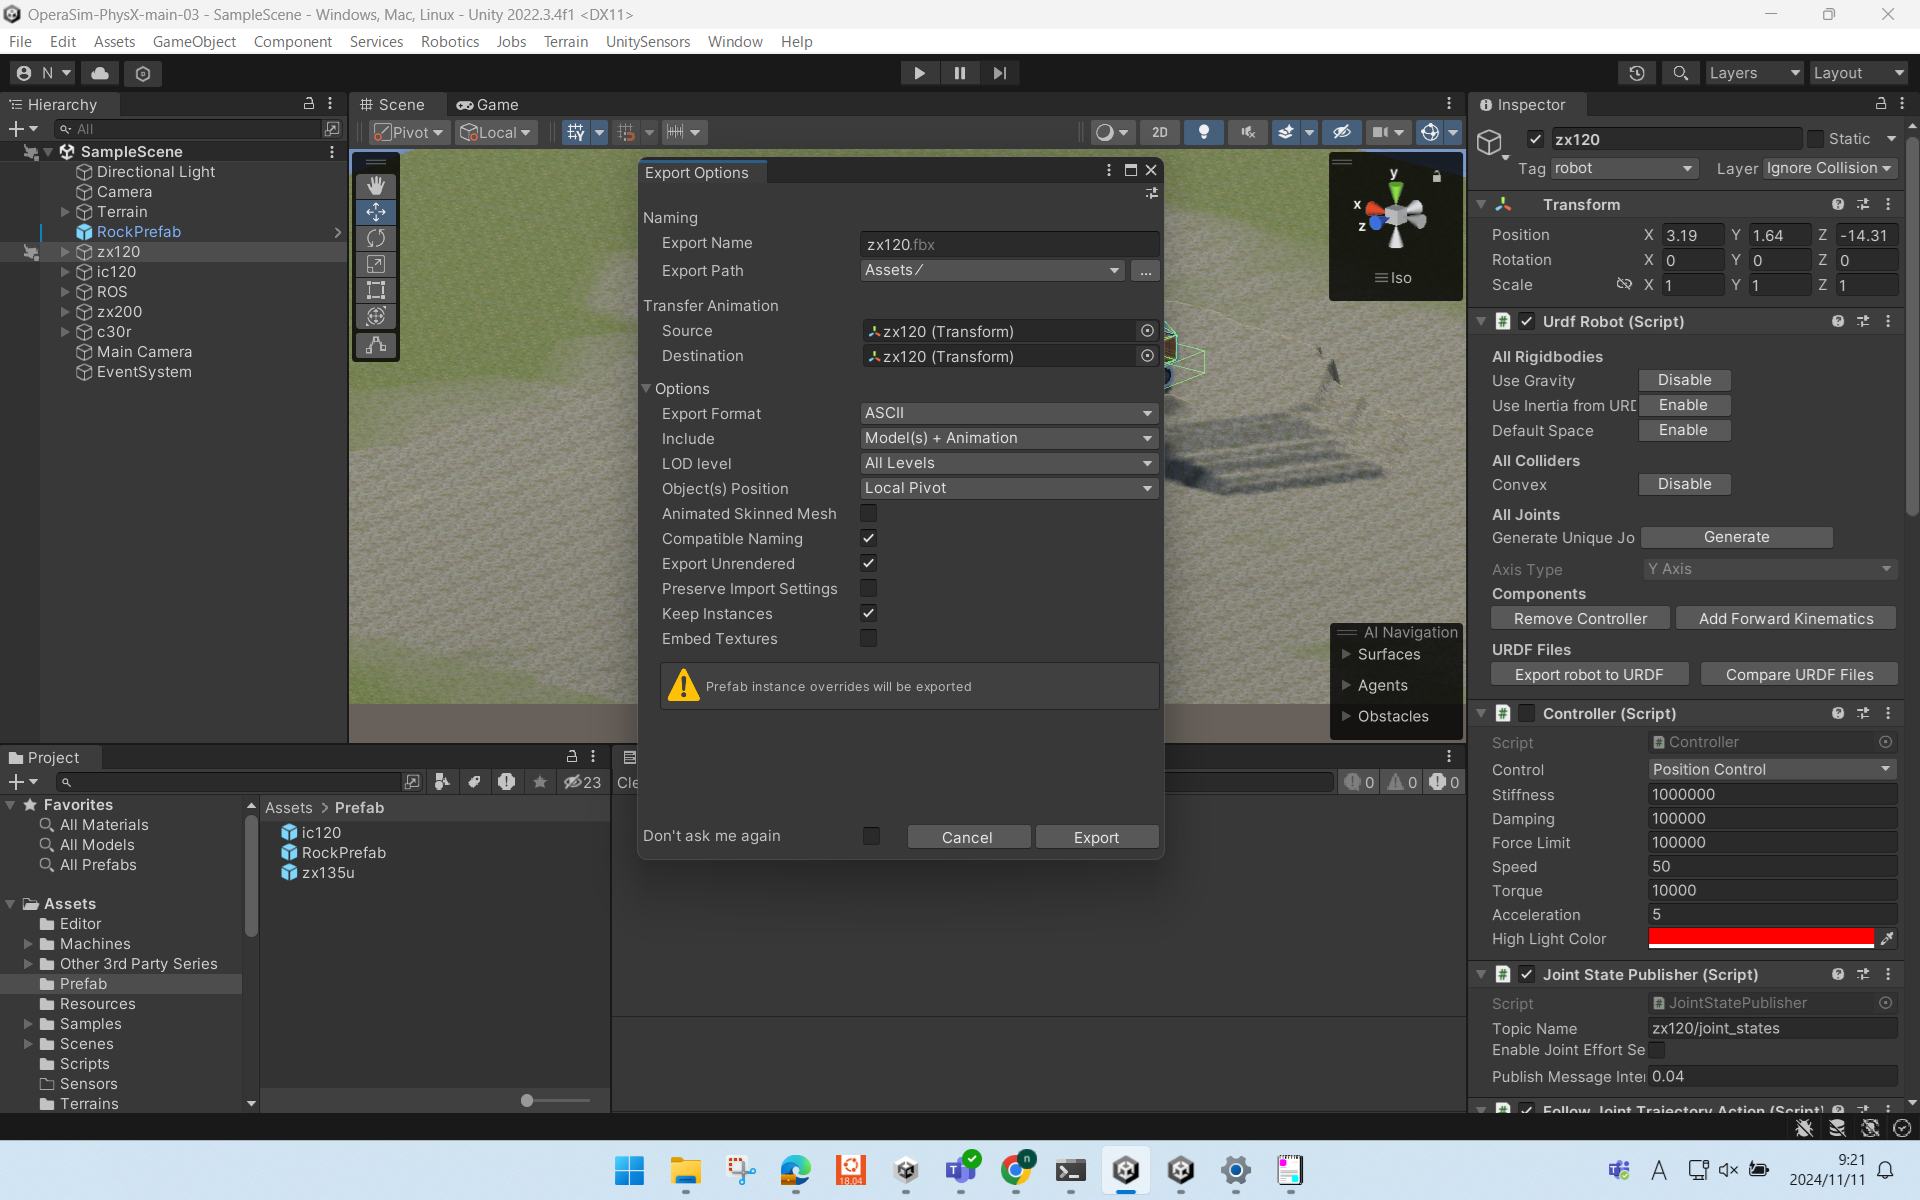 OperaSim-PhysX-main-03 - SampleScene - Windows, Mac, Linux - Unity 2022.3.4f1 <DX11>
File Edit Assets GameObject Component Services Robotics Jobs Terrain UnitySensors Window Help
N
Layers
Layout
Hierarchy
All
SampleScene
Directional Light
Camera
Terrain
RockPrefab
zx120
ic120
ROS
zx200
c30r
Main Camera
EventSystem
Scene
Game
Pivot
Local
2D
y
x
z
Iso
AI Navigation
Surfaces
Agents
Obstacles
Export Options
Naming
Export Name zx120.fbx
Export Path Assets/ ...
Transfer Animation
Source zx120 (Transform)
Destination zx120 (Transform)
Options
Export Format ASCII
Include Model(s) + Animation
LOD level All Levels
Object(s) Position Local Pivot
Animated Skinned Mesh
Compatible Naming
Export Unrendered
Preserve Import Settings
Keep Instances
Embed Textures
Prefab instance overrides will be exported
Don't ask me again Cancel Export
Inspector
zx120 Static
Tag robot Layer Ignore Collision
Transform
Position X 3.19 Y 1.64 Z -14.31
Rotation X 0 Y 0 Z 0
Scale X 1 Y 1 Z 1
Urdf Robot (Script)
All Rigidbodies
Use Gravity Disable
Use Inertia from URD Enable
Default Space Enable
All Colliders
Convex Disable
All Joints
Generate Unique Jo Generate
Axis Type Y Axis
Components
Remove Controller Add Forward Kinematics
URDF Files
Export robot to URDF Compare URDF Files
Controller (Script)
Script Controller
Control Position Control
Stiffness 1000000
Damping 100000
Force Limit 100000
Speed 50
Torque 10000
Acceleration 5
High Light Color
Joint State Publisher (Script)
Script JointStatePublisher
Topic Name zx120/joint_states
Enable Joint Effort Se
Publish Message Inter 0.04
Follow Joint Trajectory Action (Script)
Project
23
Favorites
All Materials
All Models
All Prefabs
Assets
Editor
Machines
Other 3rd Party Series
Prefab
Resources
Samples
Scenes
Scripts
Sensors
Terrains
Assets > Prefab
ic120
RockPrefab
zx135u
Cle
0 0 0
18.04
n
A
9:21
2024/11/11